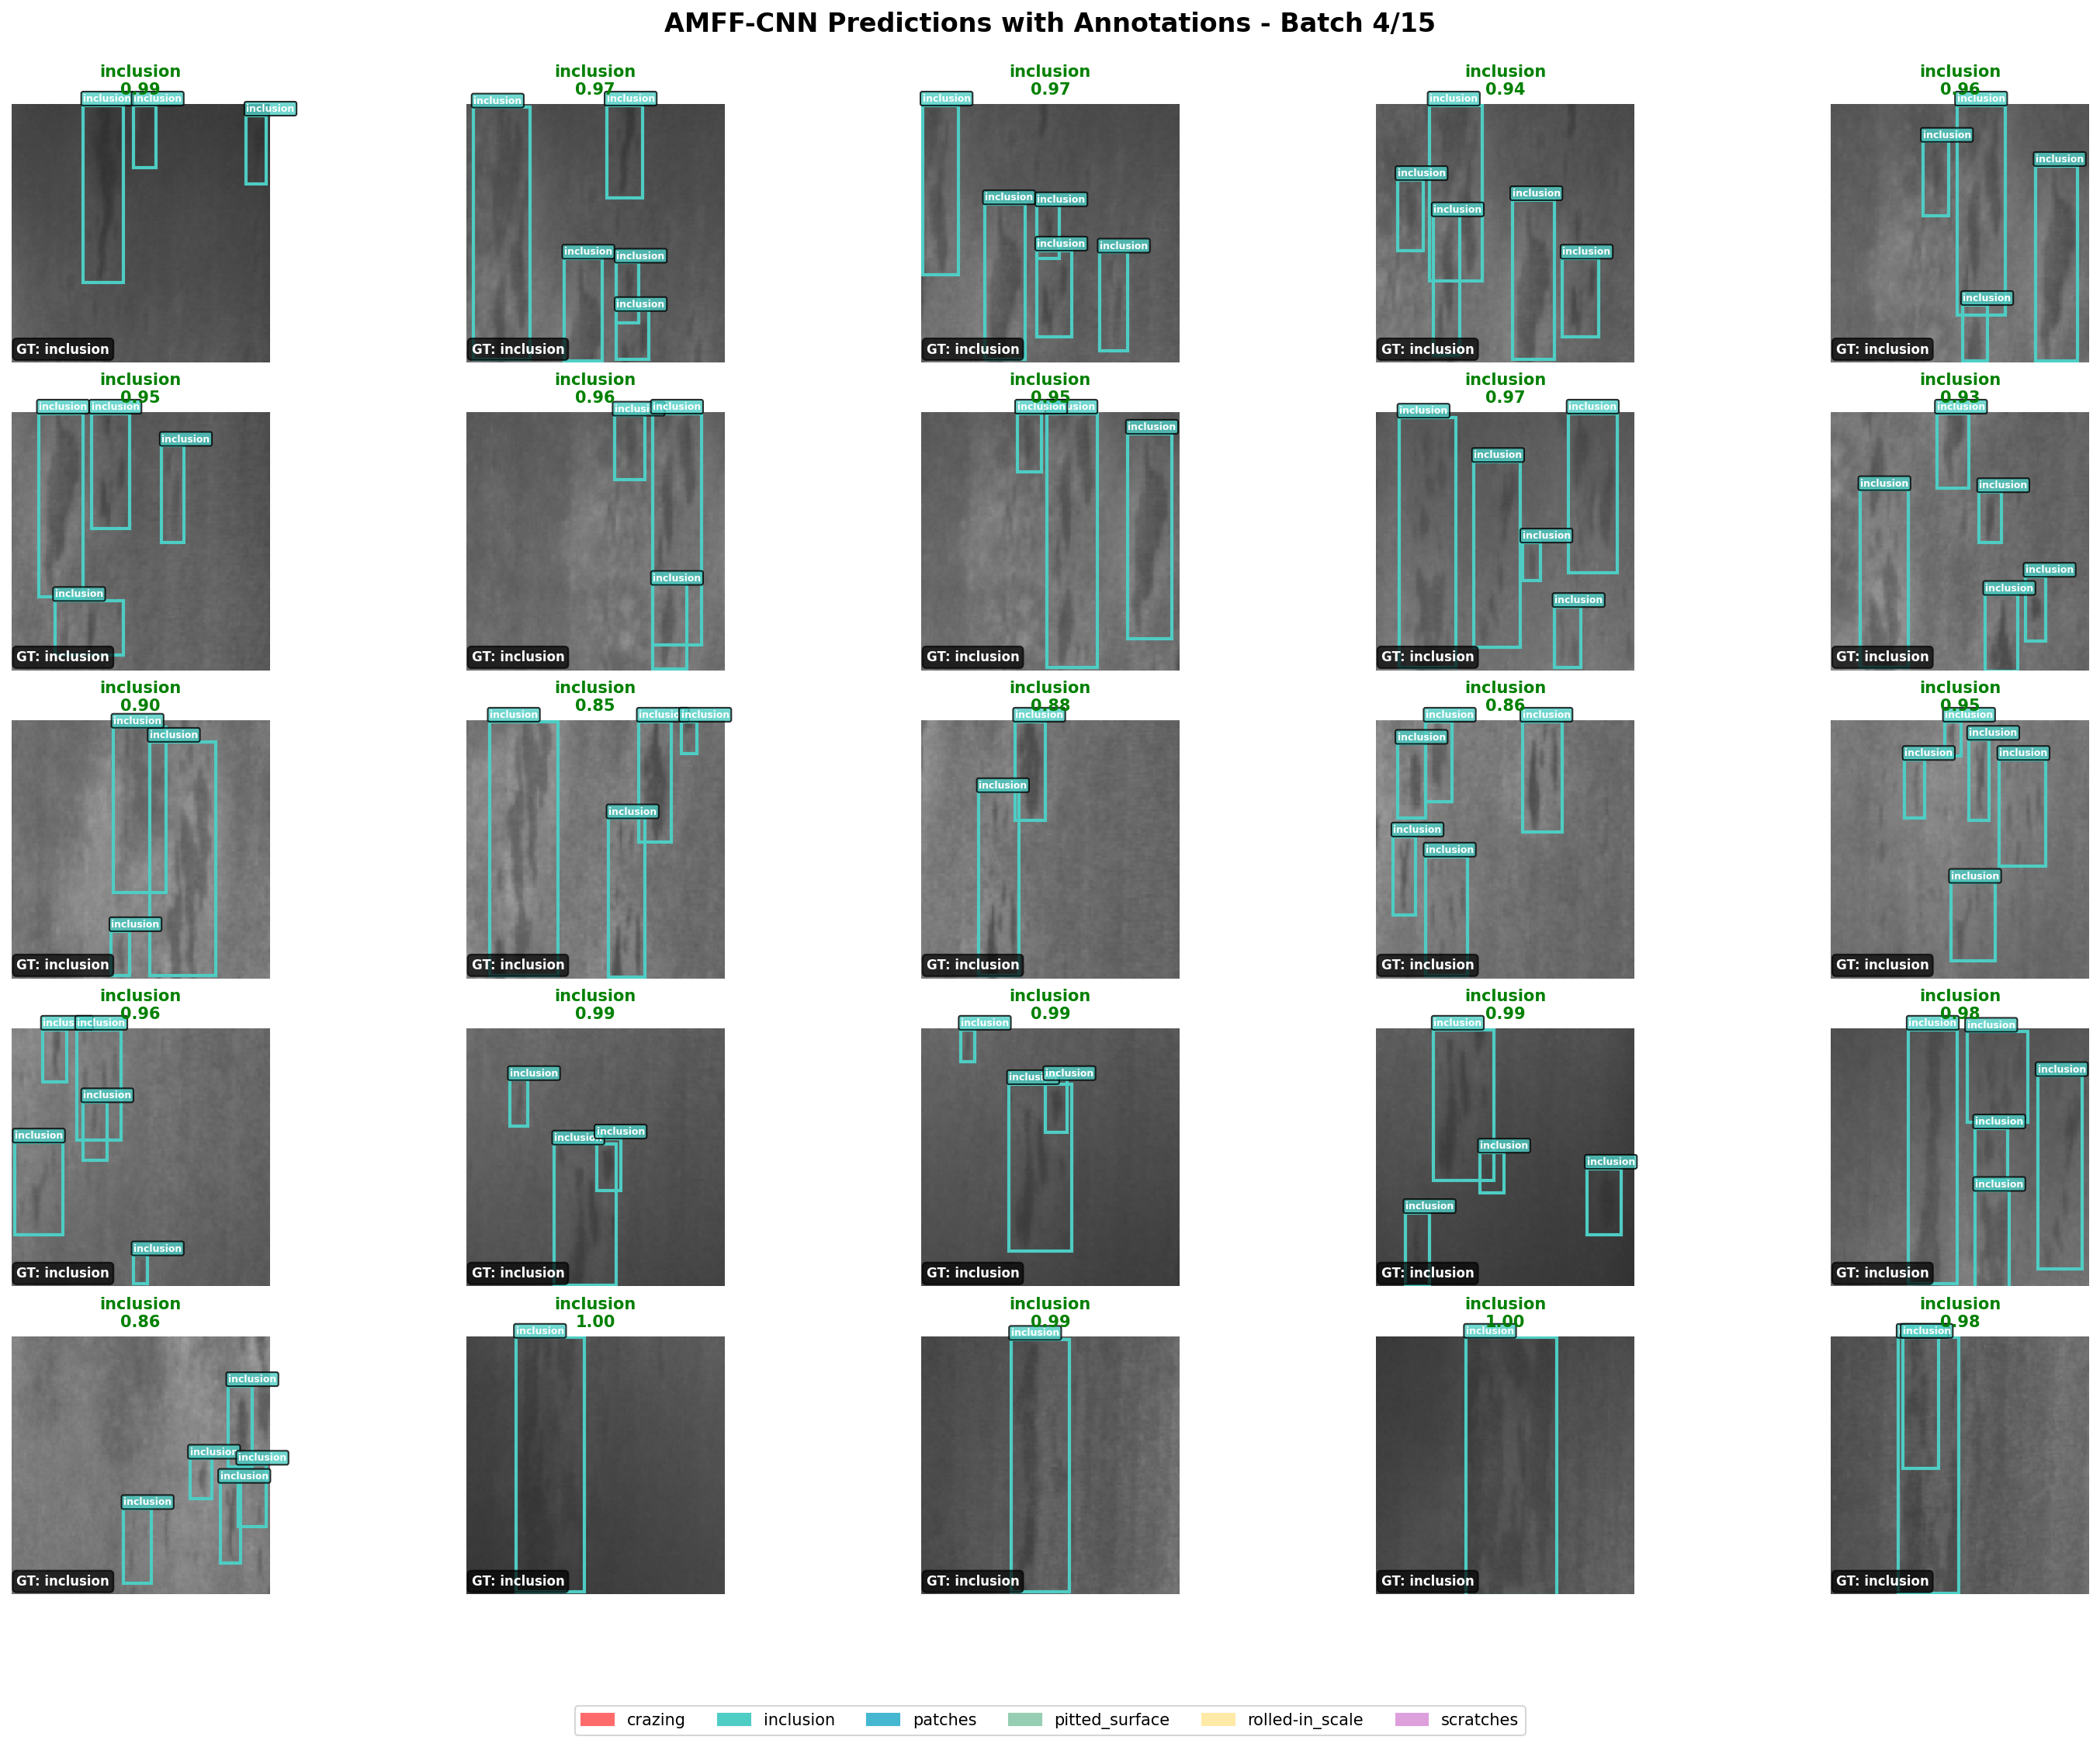 AMFF-CNN Predictions with Annotations - Batch 4/15
inclusion
0.99
inclusion
inclusion
inclusion
GT: inclusion
inclusion
0.97
inclusion
inclusion
inclusion
inclusion
inclusion
GT: inclusion
inclusion
0.97
inclusion
inclusion
inclusion
inclusion
inclusion
GT: inclusion
inclusion
0.94
inclusion
inclusion
inclusion
inclusion
inclusion
GT: inclusion
inclusion
0.96
inclusion
inclusion
inclusion
inclusion
GT: inclusion
inclusion
0.95
inclusion
inclusion
inclusion
inclusion
GT: inclusion
inclusion
0.96
inclusion
inclusion
inclusion
GT: inclusion
inclusion
0.95
inclusion
inclusion
inclusion
GT: inclusion
inclusion
0.97
inclusion
inclusion
inclusion
inclusion
inclusion
GT: inclusion
inclusion
0.93
inclusion
inclusion
inclusion
inclusion
inclusion
GT: inclusion
inclusion
0.90
inclusion
inclusion
inclusion
GT: inclusion
inclusion
0.85
inclusion
inclusion
inclusion
inclusion
GT: inclusion
inclusion
0.88
inclusion
inclusion
GT: inclusion
inclusion
0.86
inclusion
inclusion
inclusion
inclusion
inclusion
GT: inclusion
inclusion
0.95
inclusion
inclusion
inclusion
inclusion
inclusion
GT: inclusion
inclusion
0.96
inclusion
inclusion
inclusion
inclusion
inclusion
GT: inclusion
inclusion
0.99
inclusion
inclusion
inclusion
GT: inclusion
inclusion
0.99
inclusion
inclusion
inclusion
GT: inclusion
inclusion
0.99
inclusion
inclusion
inclusion
inclusion
GT: inclusion
inclusion
0.98
inclusion
inclusion
inclusion
inclusion
inclusion
GT: inclusion
inclusion
0.86
inclusion
inclusion
inclusion
inclusion
inclusion
GT: inclusion
inclusion
1.00
inclusion
GT: inclusion
inclusion
0.99
inclusion
GT: inclusion
inclusion
1.00
inclusion
GT: inclusion
inclusion
0.98
inclusion
GT: inclusion
crazing inclusion patches pitted_surface rolled-in_scale scratches